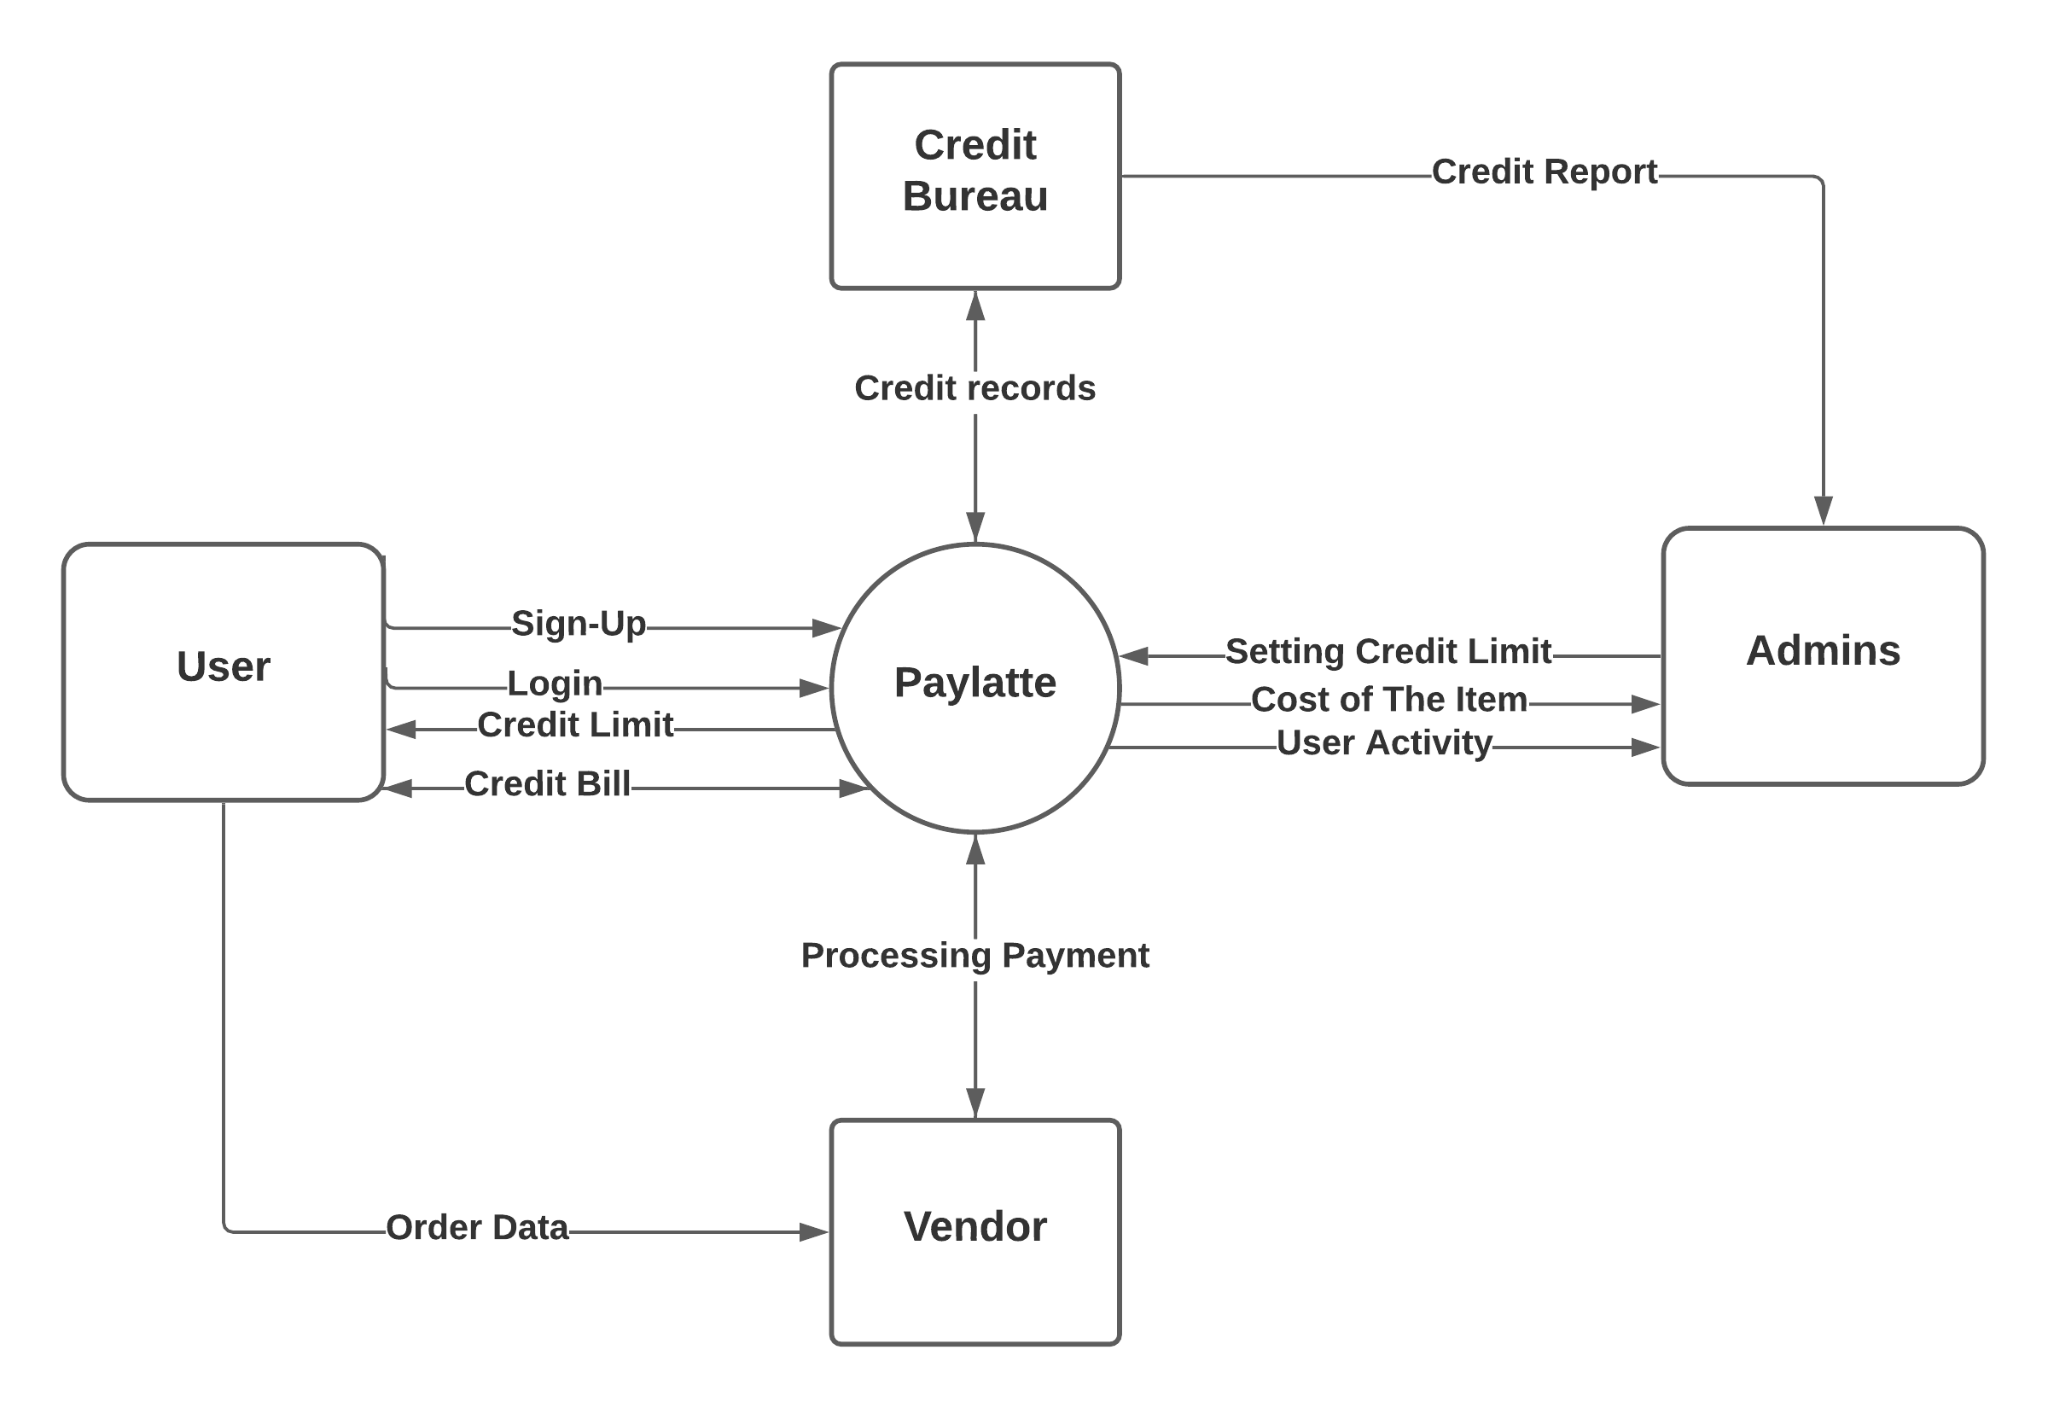 Credit
Bureau
Credit Report
Credit records
User
Sign-Up
Login
Credit Limit
Credit Bill
Paylatte
Setting Credit Limit
Cost of The Item
User Activity
Admins
Processing Payment
Order Data
Vendor